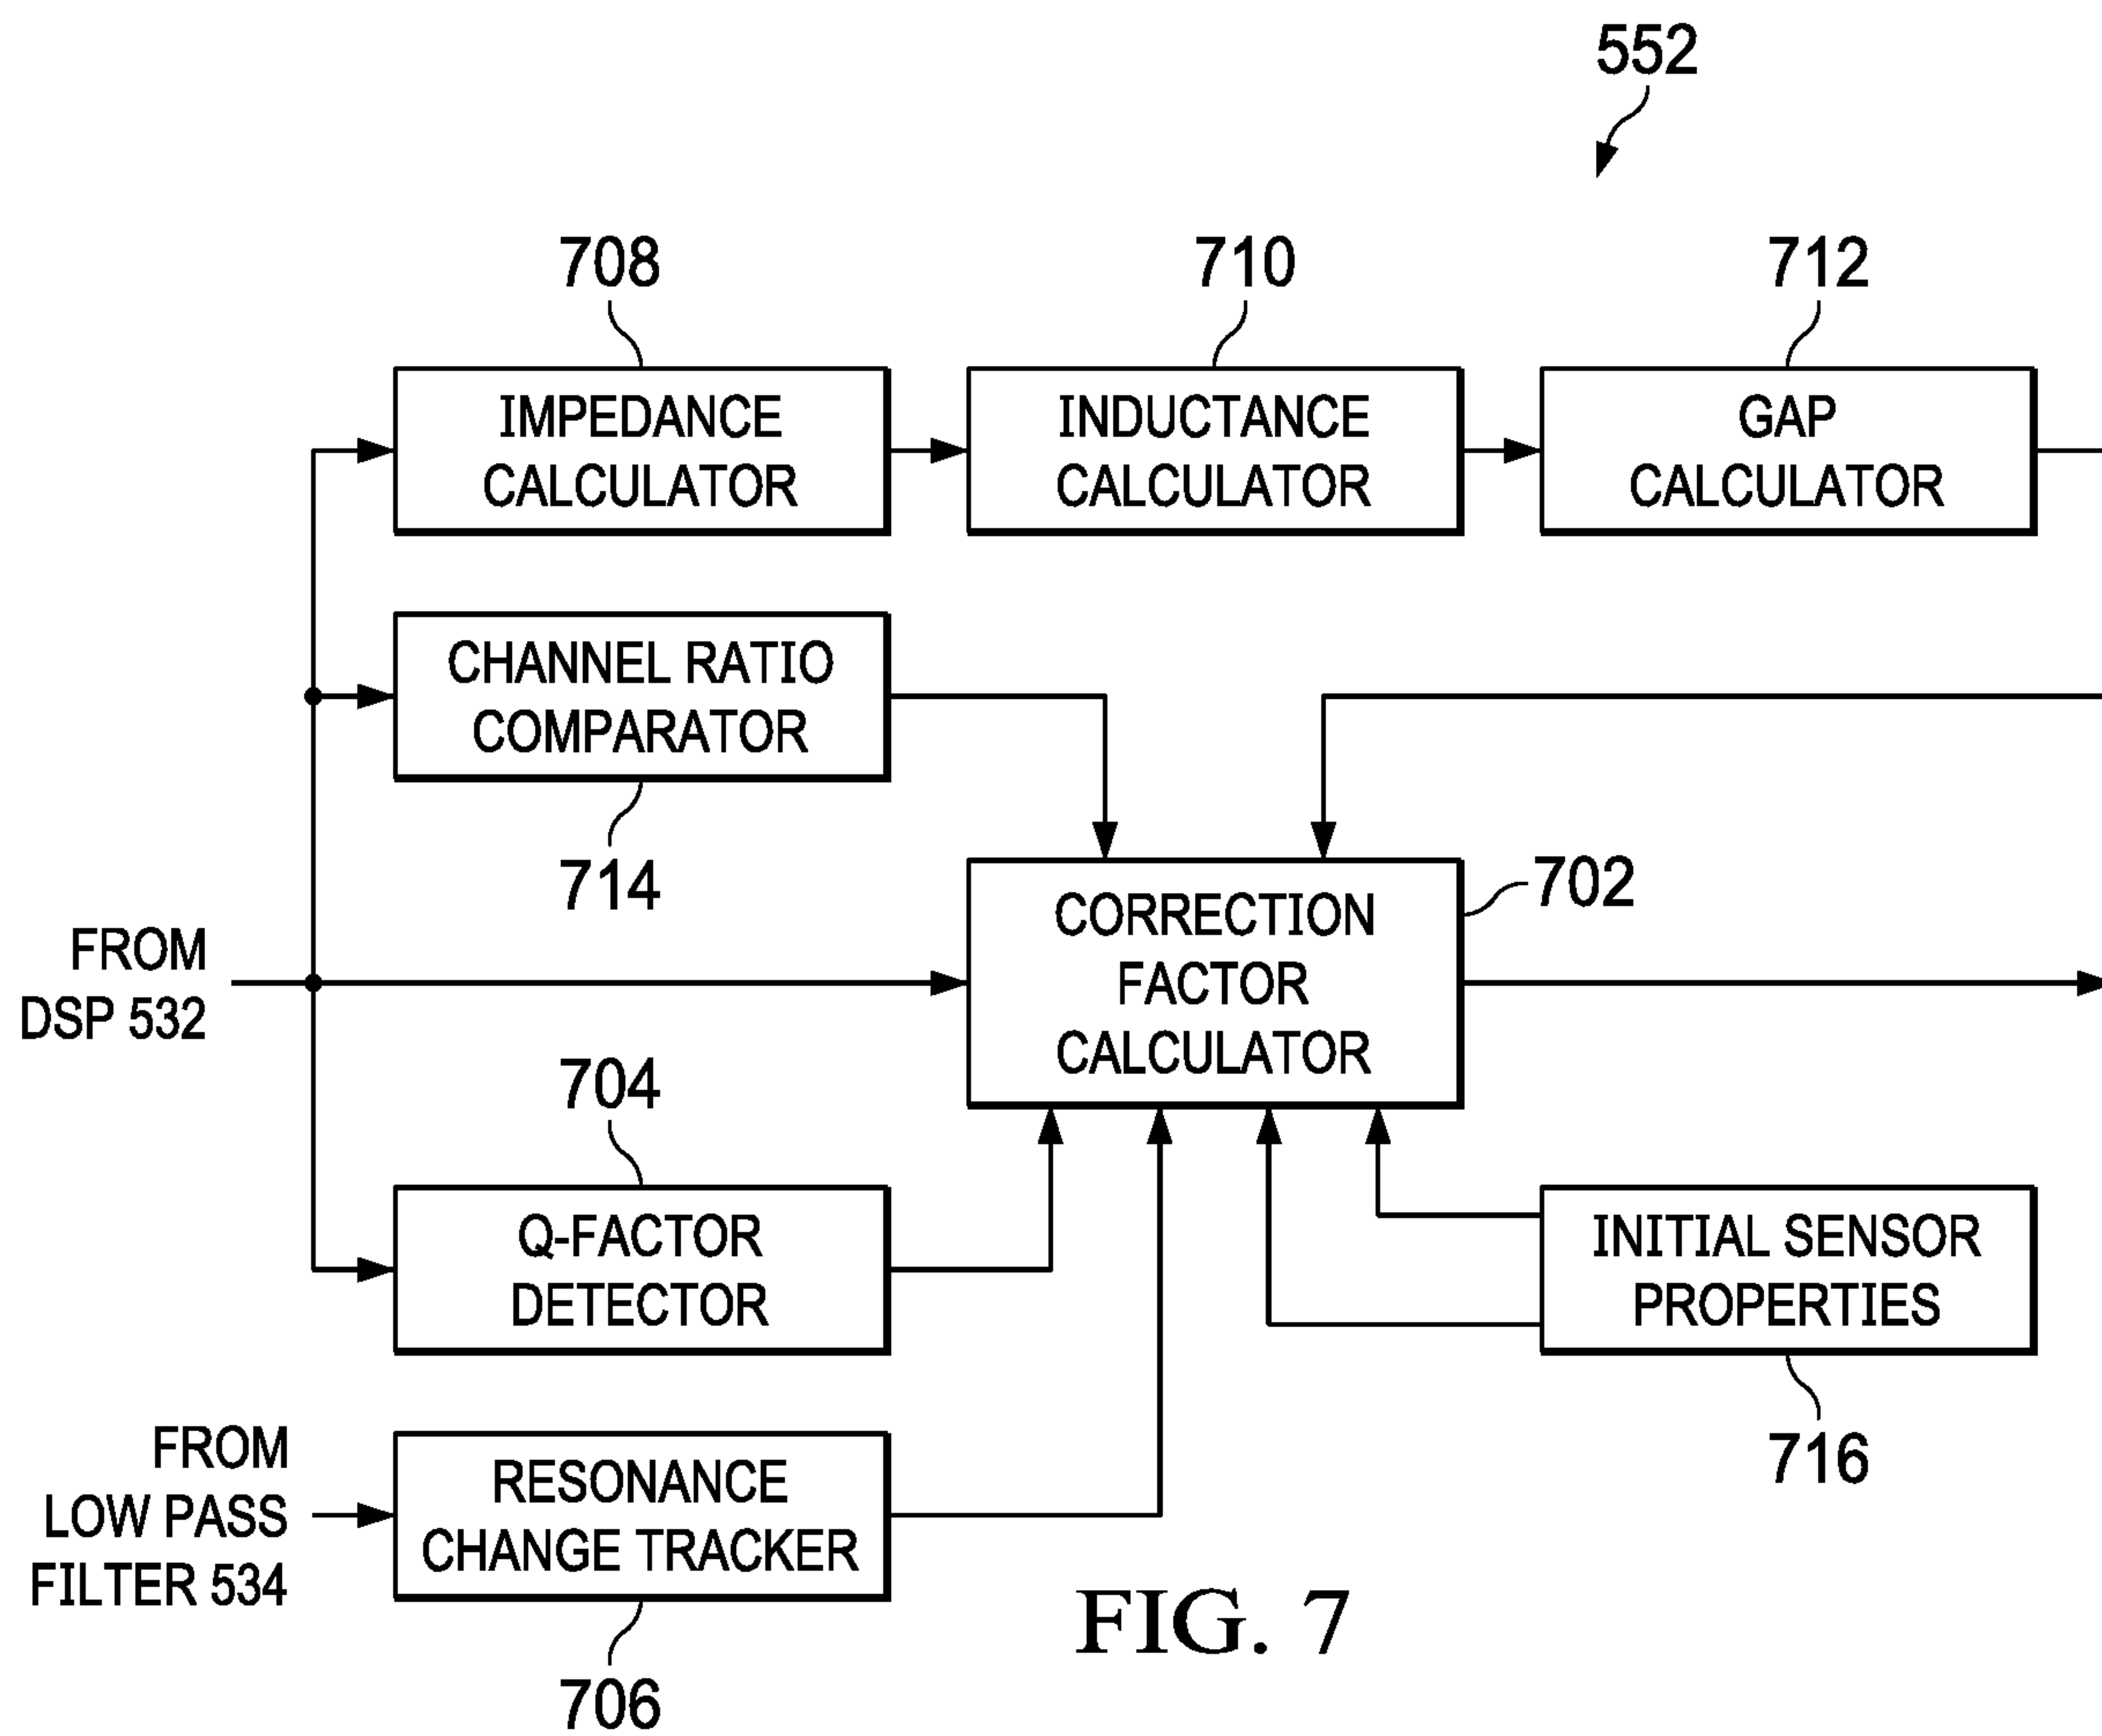 552
708
710
712
IMPEDANCE
CALCULATOR
INDUCTANCE
CALCULATOR
GAP
CALCULATOR
CHANNEL RATIO
COMPARATOR
714
702
CORRECTION
FACTOR
CALCULATOR
FROM
DSP 532
704
Q-FACTOR
DETECTOR
INITIAL SENSOR
PROPERTIES
716
FROM
LOW PASS
FILTER 534
RESONANCE
CHANGE TRACKER
706
FIG. 7